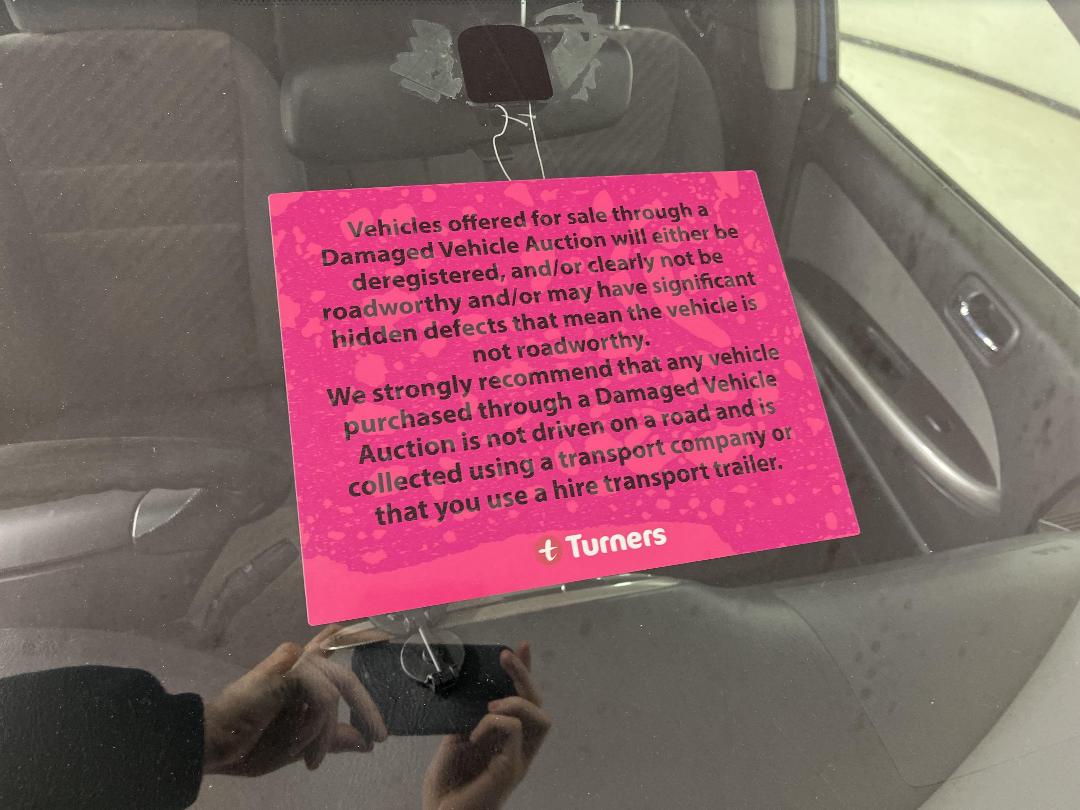 Vehicles offered for sale through a
Damaged Vehicle Auction will either be
deregistered, and/or clearly not be
roadworthy and/or may have significant
hidden defects that mean the vehicle is
not roadworthy.
We strongly recommend that any vehicle
purchased through a Damaged Vehicle
Auction is not driven on a road and is
collected using a transport company or
that you use a hire transport trailer.
t Turners